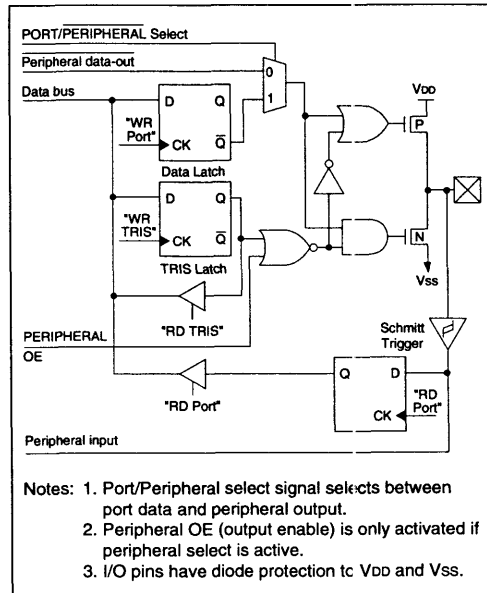 PORT/PERIPHERAL Select
Peripheral data-out
Data bus
0
1
VDD
P
D Q
"WR
Port"
CK Q
Data Latch
D Q
"WR
TRIS"
CK Q
TRIS Latch
N
Vss
"RD TRIS"
PERIPHERAL
OE
Schmitt
Trigger
Q D
"RD Port"
"RD
Port"
CK
Peripheral input
Notes: 1. Port/Peripheral select signal selects between
port data and peripheral output.
2. Peripheral OE (output enable) is only activated if
peripheral select is active.
3. I/O pins have diode protection to VDD and Vss.